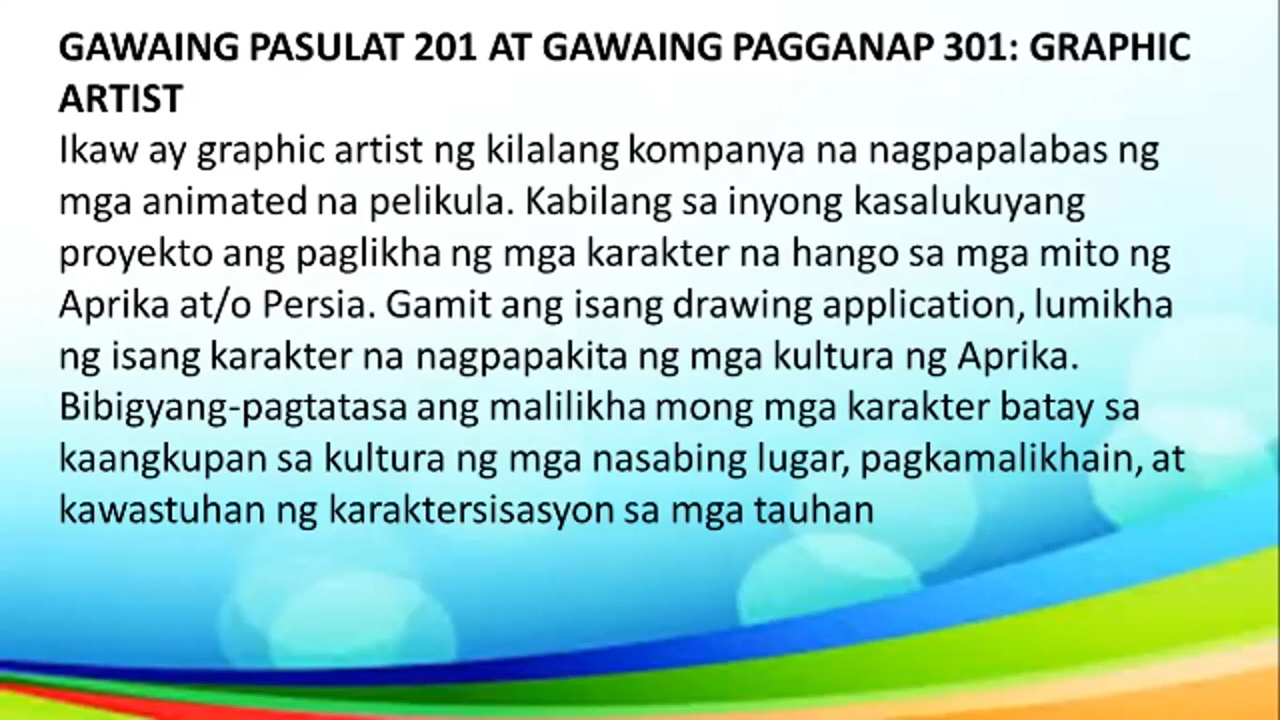 GAWAING PASULAT 201 AT GAWAING PAGGANAP 301: GRAPHIC
ARTIST
Ikaw ay graphic artist ng kilalang kompanya na nagpapalabas ng
mga animated na pelikula. Kabilang sa inyong kasalukuyang
proyekto ang paglikha ng mga karakter na hango sa mga mito ng
Aprika at/o Persia. Gamit ang isang drawing application, lumikha
ng isang karakter na nagpapakita ng mga kultura ng Aprika.
Bibigyang-pagtatasa ang malilikha mong mga karakter batay sa
kaangkupan sa kultura ng mga nasabing lugar, pagkamalikhain, at
kawastuhan ng karaktersisasyon sa mga tauhan